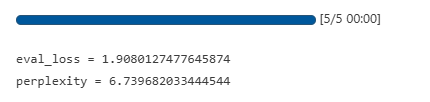 [5/5 00:00]
eval_loss = 1.9080127477645874
perplexity = 6.739682033444544